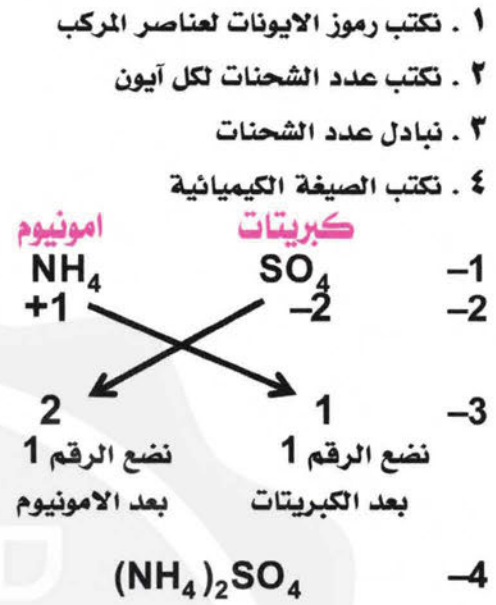 ١ . نكتب رموز الايونات لعناصر المركب
٢ . نكتب عدد الشحنات لكل آيون
٣ . نبادل عدد الشحنات
٤ . نكتب الصيغة الكيميائية
كبريتات امونيوم
–1 SO₄ NH₄
–2 –2 +1
–3 1 2
نضع الرقم 1 نضع الرقم 1
بعد الكبريتات بعد الامونيوم
–4 (NH₄)₂SO₄